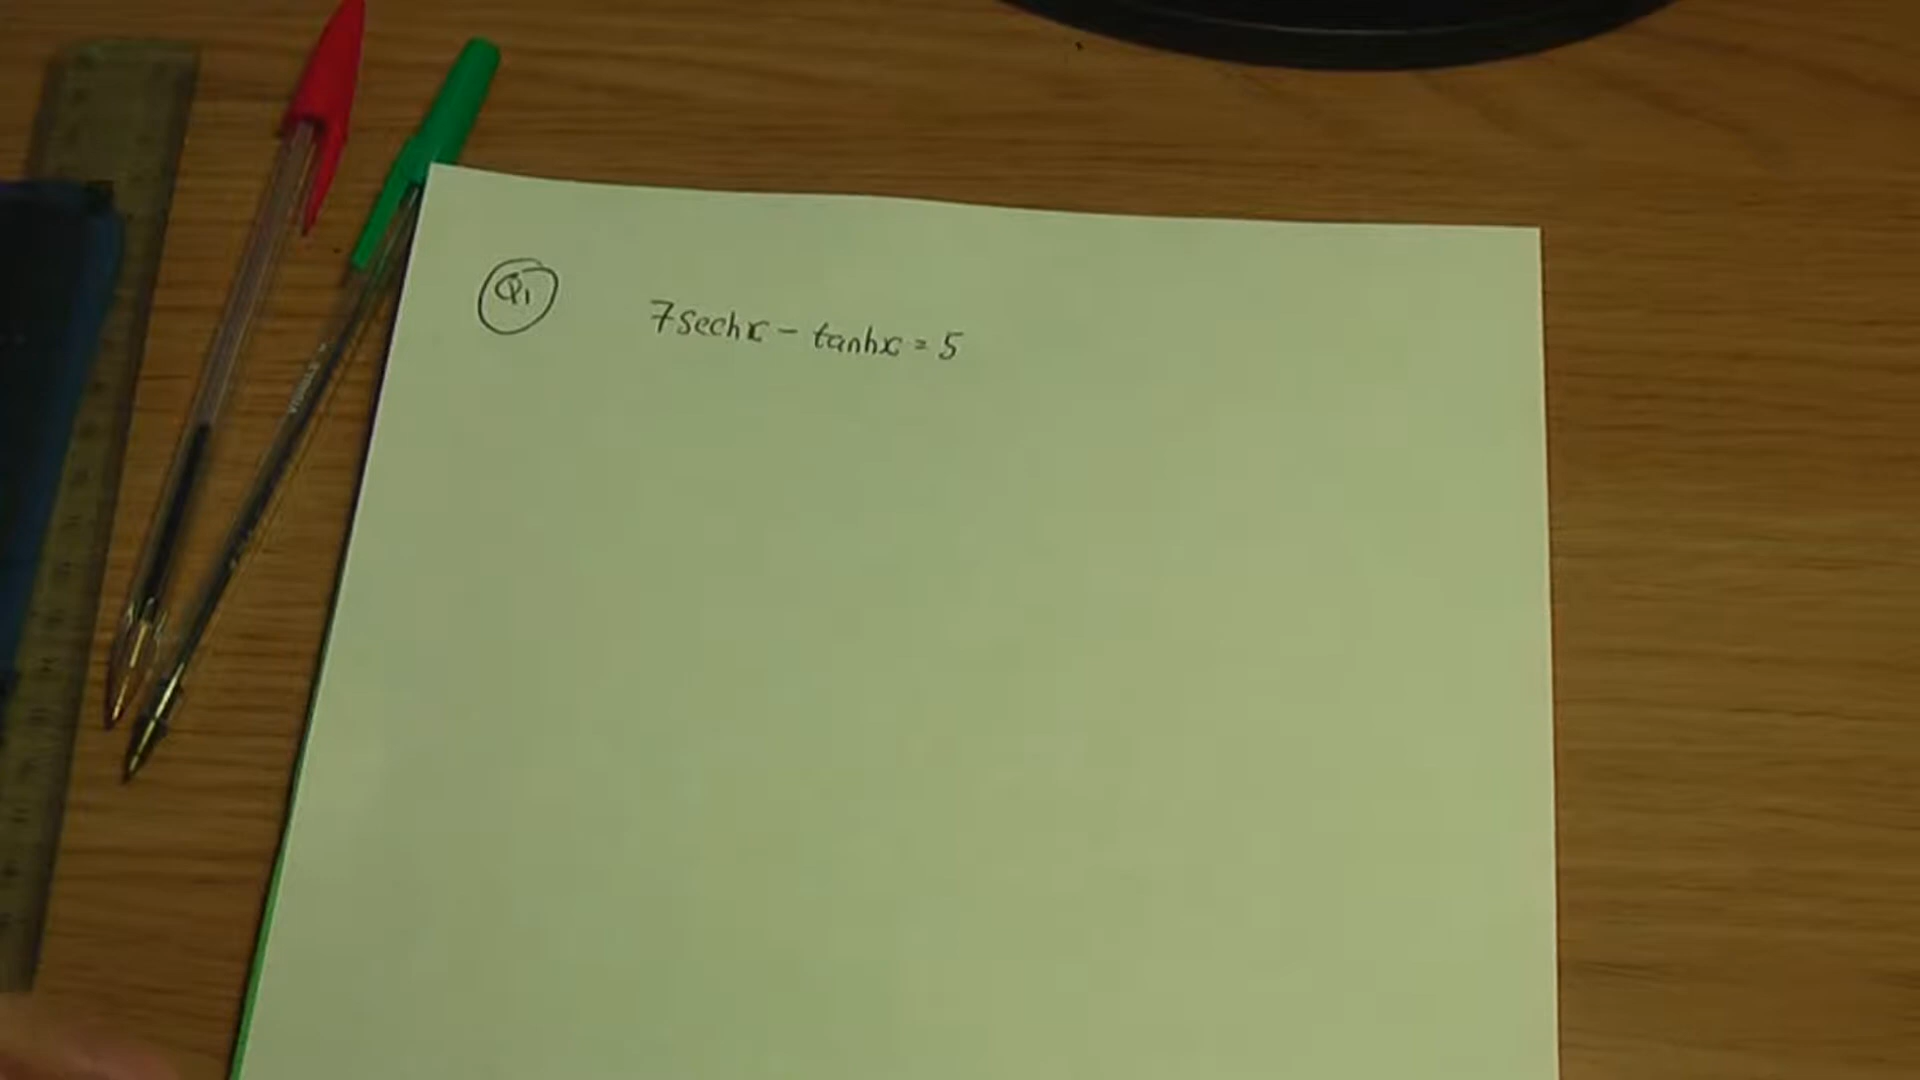 Q1
7sechx - tanhx = 5